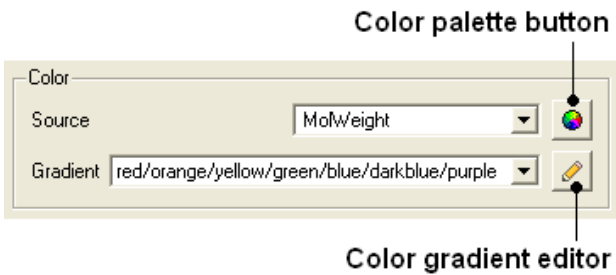 Color palette button
Color
Source MolWeight
Gradient red/orange/yellow/green/blue/darkblue/purple
Color gradient editor